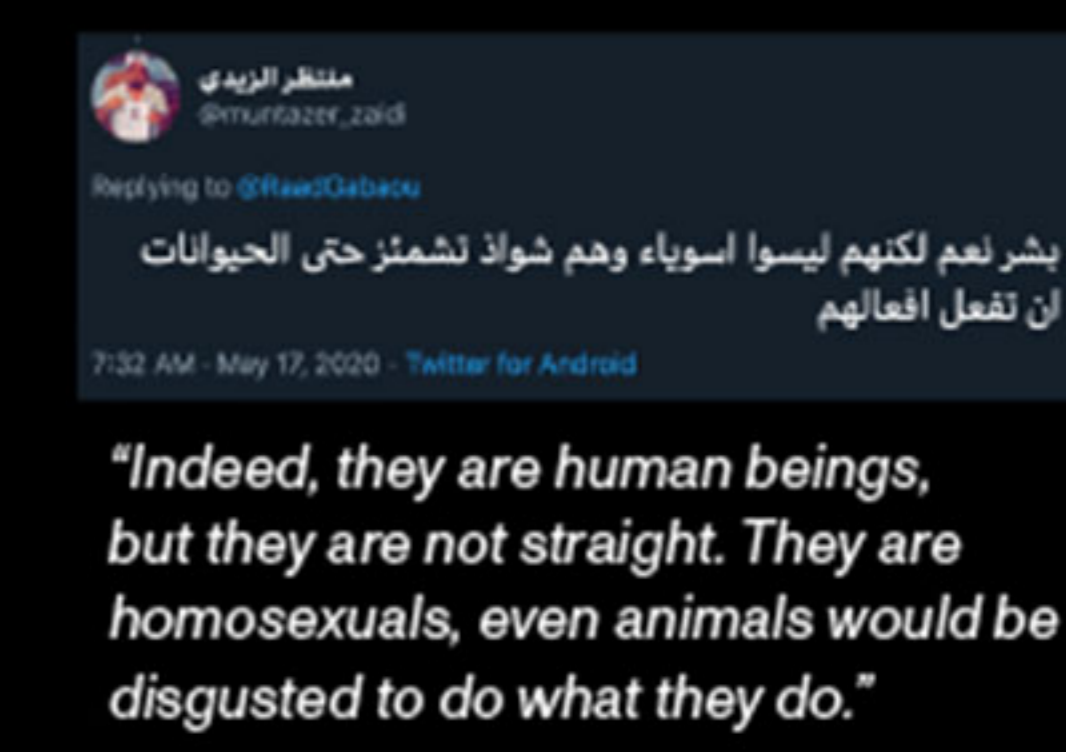 منتظر الزيدي
@muntazer_zaidi
Replying to @RaadGabaou
بشر نعم لكنهم ليسوا اسوياء وهم شواذ تشمئز حتى الحيوانات
ان تفعل افعالهم
7:32 AM - May 17, 2020 - Twitter for Android
“Indeed, they are human beings,
but they are not straight. They are
homosexuals, even animals would be
disgusted to do what they do.”